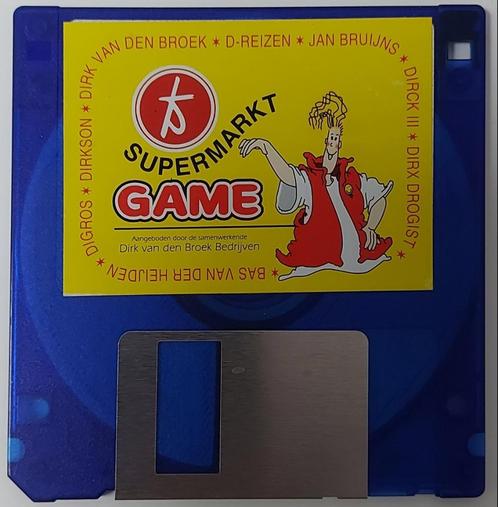 DIGROS ★ DIRKSON ★ DIRK VAN DEN BROEK ★ D-REIZEN ★ JAN BRUIJNS ★ DIRCK III ★ DIRX DROGIST ★ BAS VAN DER HEIJDEN ★
SUPERMARKT
GAME
Aangeboden door de samenwerkende
Dirk van den Broek Bedrijven